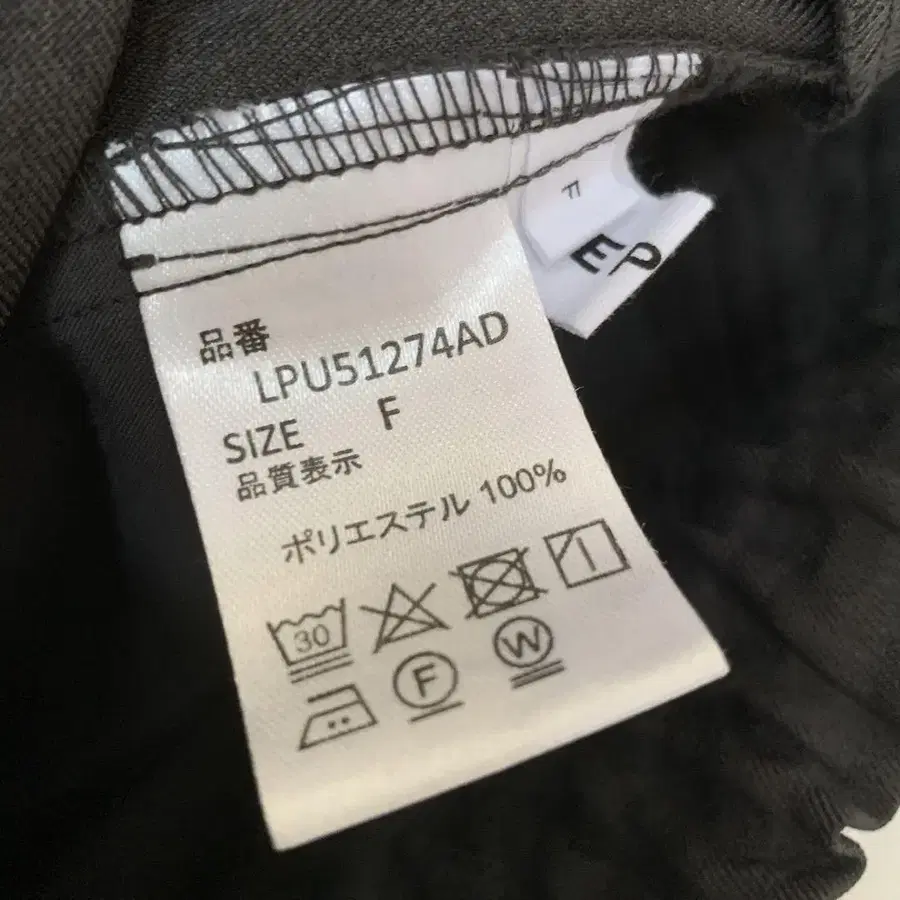 F
EP
品番
LPU51274AD
SIZE F
品質表示
ポリエステル 100%
30
F W